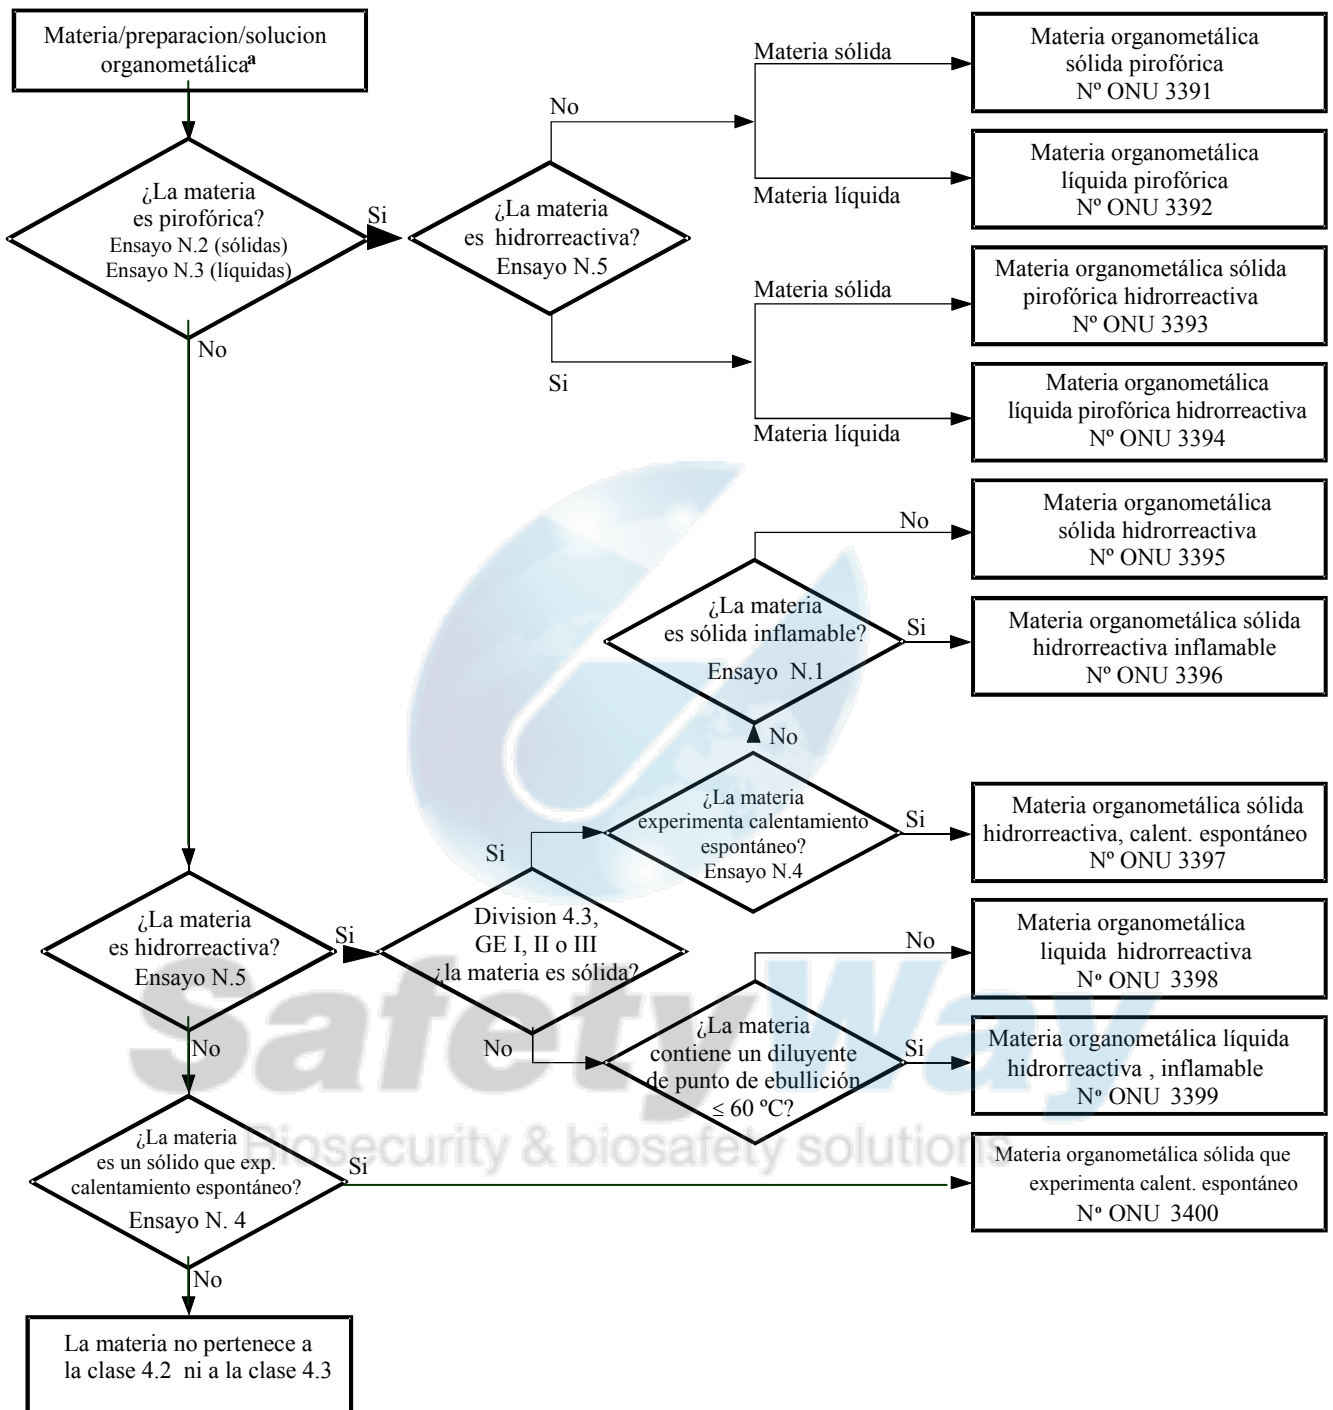 Materia/preparacion/solucion
organometálicaª
¿La materia
es pirofórica?
Ensayo N.2 (sólidas)
Ensayo N.3 (líquidas)
Si
No
¿La materia
es hidrorreactiva?
Ensayo N.5
No
Si
Materia sólida
Materia líquida
Materia sólida
Materia líquida
Materia organometálica
sólida pirofórica
Nº ONU 3391
Materia organometálica
líquida pirofórica
Nº ONU 3392
Materia organometálica sólida
pirofórica hidrorreactiva
Nº ONU 3393
Materia organometálica
líquida pirofórica hidrorreactiva
Nº ONU 3394
Materia organometálica
sólida hidrorreactiva
Nº ONU 3395
No
¿La materia
es sólida inflamable?
Ensayo N.1
Si
Materia organometálica sólida
hidrorreactiva inflamable
Nº ONU 3396
No
¿La materia
experimenta calentamiento
espontáneo?
Ensayo N.4
Si
Materia organometálica sólida
hidrorreactiva, calent. espontáneo
Nº ONU 3397
Si
¿La materia
es hidrorreactiva?
Ensayo N.5
Si
No
Division 4.3,
GE I, II o III
¿la materia es sólida?
No
¿La materia
contiene un diluyente
de punto de ebullición
≤ 60 ºC?
No
Si
Materia organometálica
liquida hidrorreactiva
Nº ONU 3398
Materia organometálica líquida
hidrorreactiva , inflamable
Nº ONU 3399
¿La materia
es un sólido que exp.
calentamiento espontáneo?
Ensayo N. 4
Si
No
Materia organometálica sólida que
experimenta calent. espontáneo
Nº ONU 3400
La materia no pertenece a
la clase 4.2 ni a la clase 4.3
SafetyWay
Biosecurity & biosafety solutions